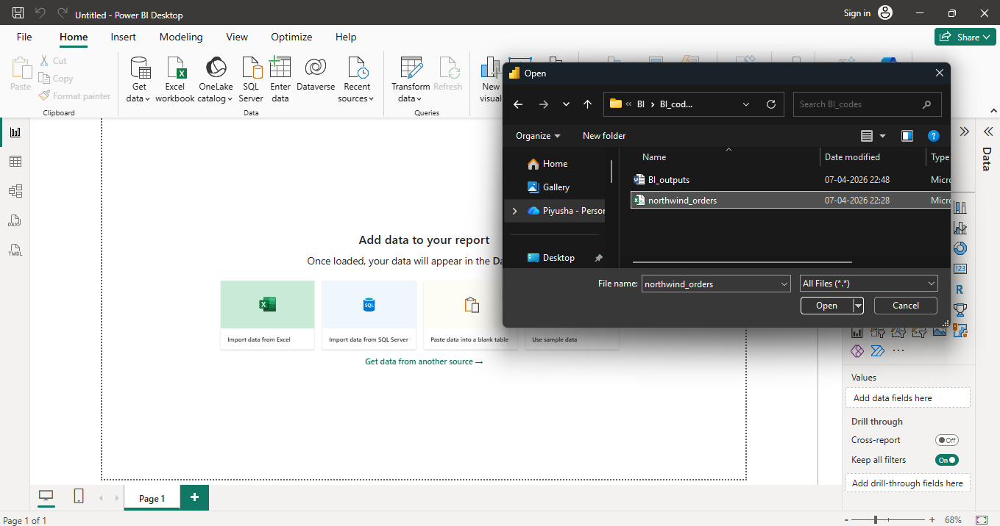 Untitled - Power BI Desktop
Sign in
File Home Insert Modeling View Optimize Help
Share
Paste
Cut
Copy
Format painter
Clipboard
Get data
Excel workbook
OneLake catalog
SQL Server
Enter data
Dataverse
Recent sources
Data
Transform data
Refresh
Queries
New visual
Open
« BI › BI_cod...
Search BI_codes
Organize New folder
Home
Gallery
Piyusha - Person
Desktop
Name Date modified Type
BI_outputs 07-04-2026 22:48 Micro
northwind_orders 07-04-2026 22:28 Micro
File name: northwind_orders All Files (*.*)
Open Cancel
Data
DAX
TMDL
Add data to your report
Once loaded, your data will appear in the Da
X
SQL
Import data from Excel
Import data from SQL Server
Paste data into a blank table
Use sample data
Get data from another source →
123
R
...
Values
Add data fields here
Drill through
Cross-report Off
Keep all filters On
Add drill-through fields here
Page 1 +
Page 1 of 1
- + 68%